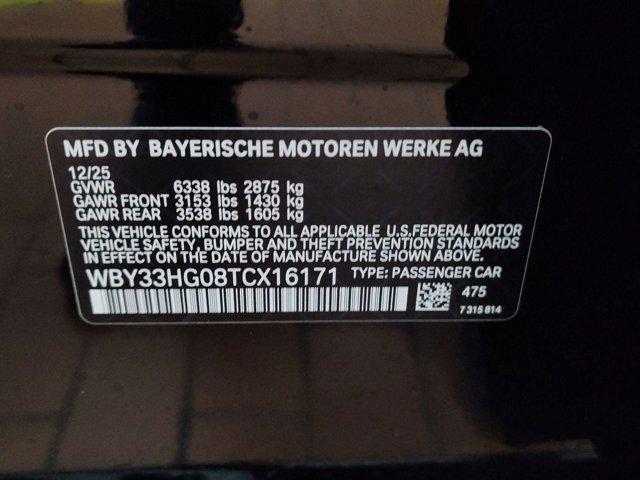 MFD BY BAYERISCHE MOTOREN WERKE AG
12/25
GVWR 6338 lbs 2875 kg
GAWR FRONT 3153 lbs 1430 kg
GAWR REAR 3538 lbs 1605 kg
THIS VEHICLE CONFORMS TO ALL APPLICABLE U.S.FEDERAL MOTOR
VEHICLE SAFETY, BUMPER AND THEFT PREVENTION STANDARDS
IN EFFECT ON THE DATE OF MANUFACTURE SHOWN ABOVE.
WBY33HG08TCX16171 TYPE: PASSENGER CAR
475
7 315 814